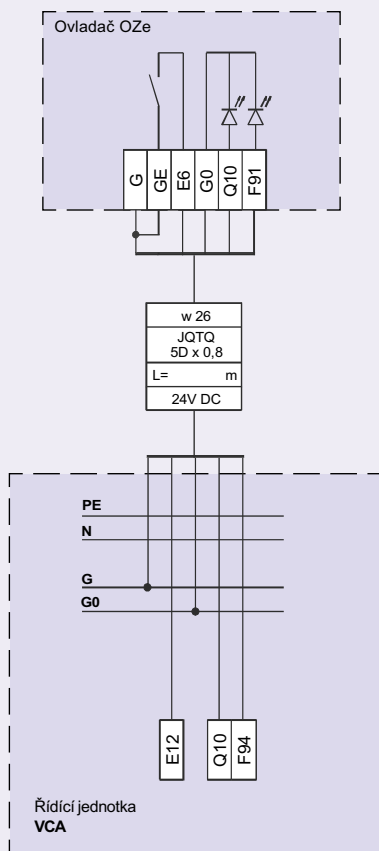 Ovladač OZe
G GE E6 G0 Q10 F91
w 26
JQTQ
5D x 0,8
L= m
24V DC
PE
N
G
G0
E12 Q10 F94
Řídící jednotka
VCA